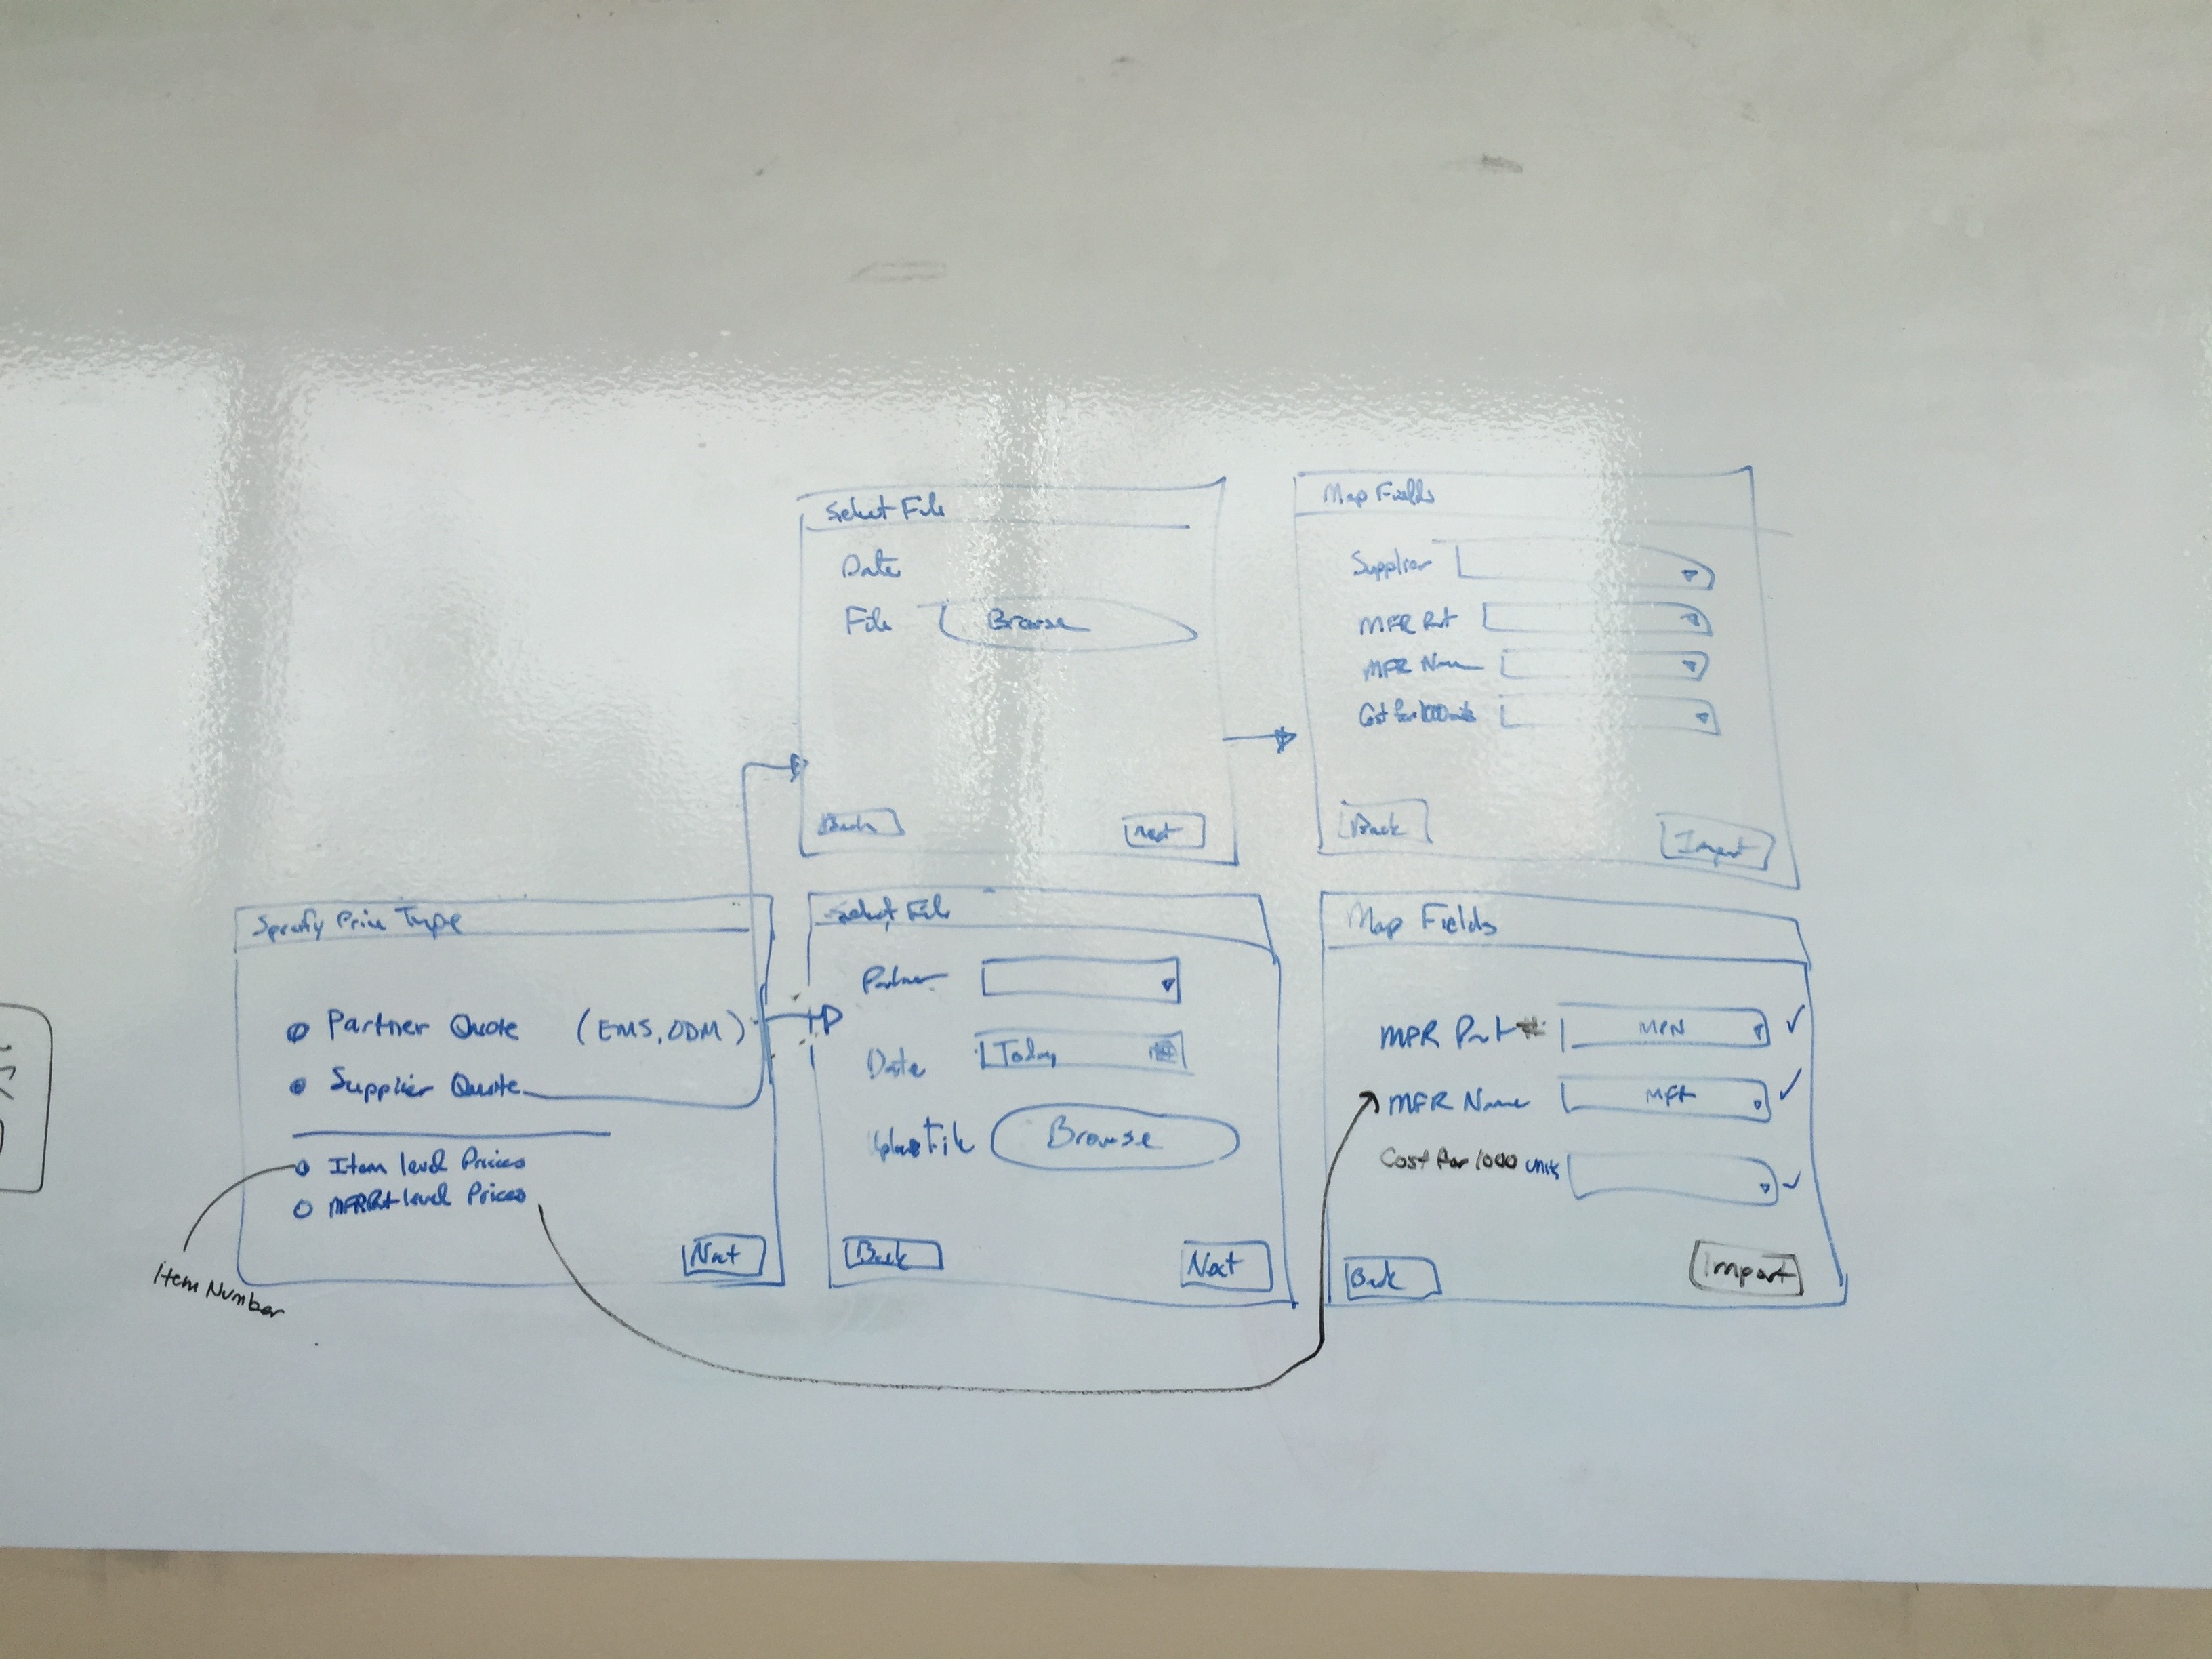 Select File
Date
File Browse
Back Next
Map Fields
Supplier
MFR Part
MFR Name
Cost for 1000 units
Back Import
Specify Price Type
Partner Quote (EMS, ODM)
Supplier Quote
Item level Prices
MFR Part level Prices
Next
Item Number
Select File
Partner
Date Today
File Browse
Back Next
Map Fields
MFR Part # MPN
MFR Name
Cost for 1000 units
Back Import